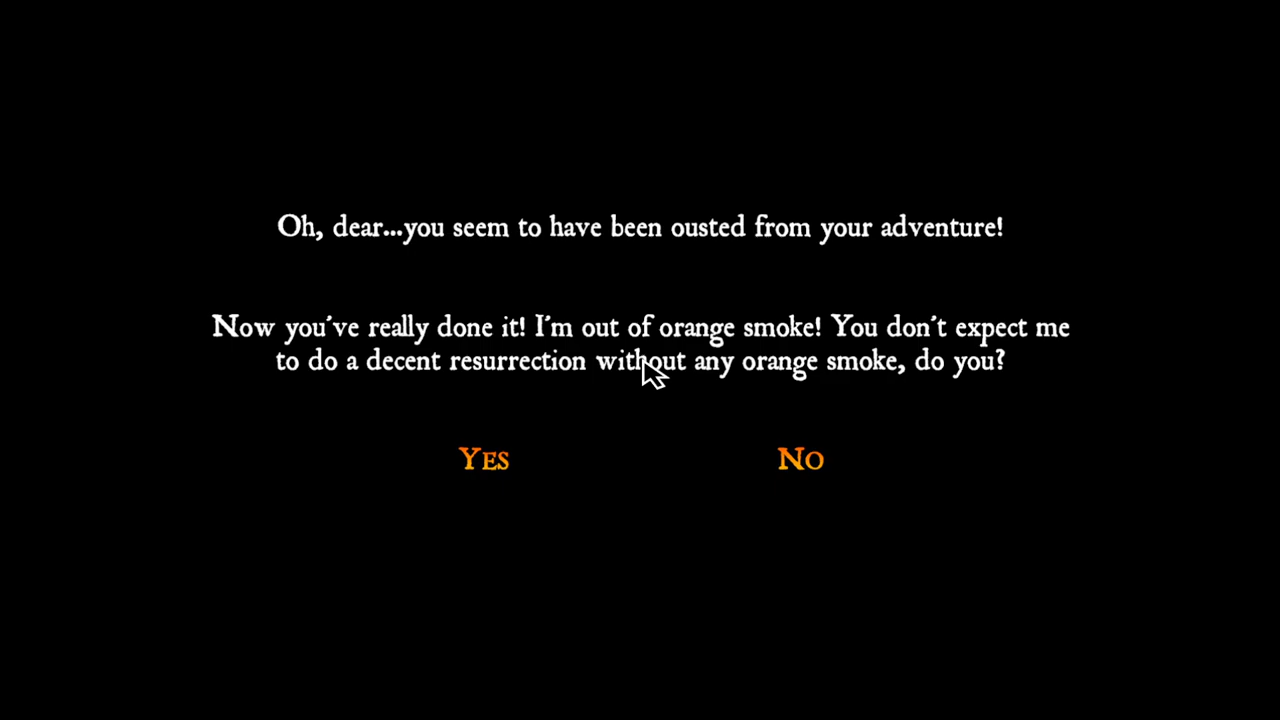 Oh, dear...you seem to have been ousted from your adventure!
Now you've really done it! I'm out of orange smoke! You don't expect me
to do a decent resurrection without any orange smoke, do you?
Yes No